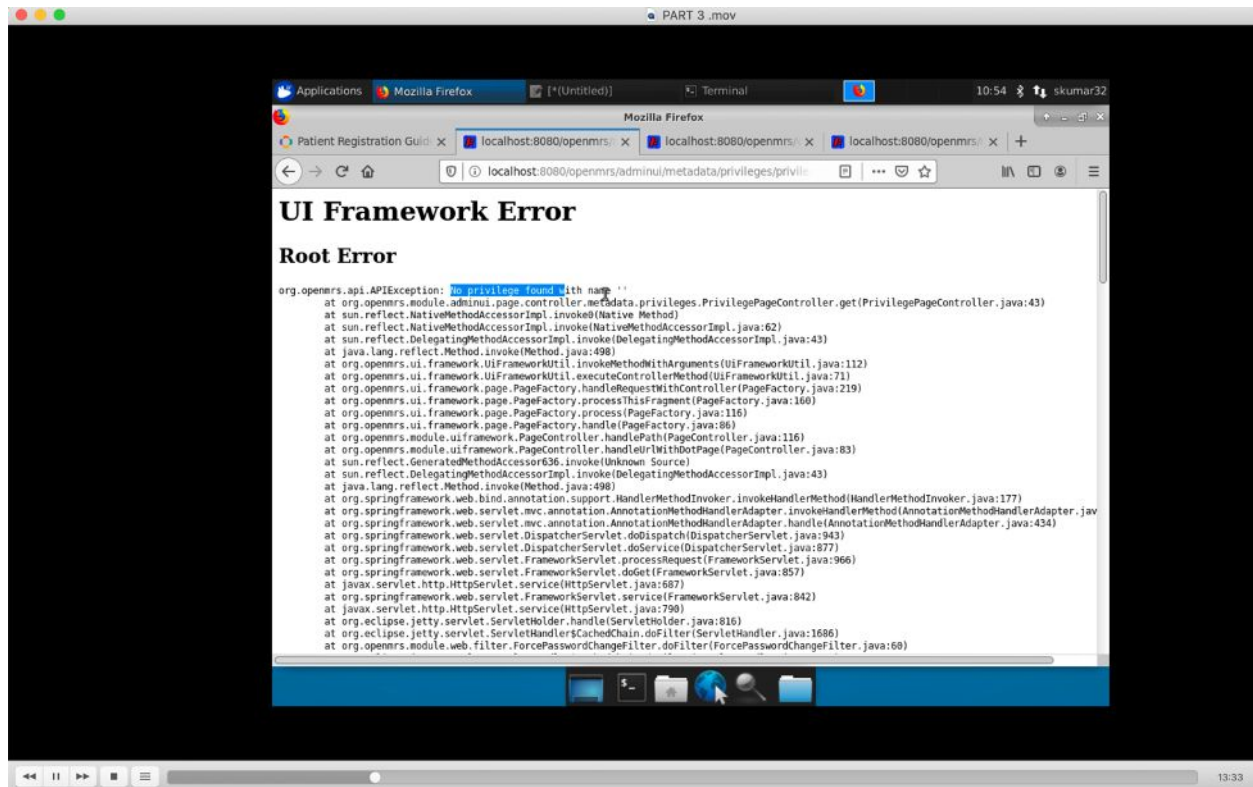 PART 3 .mov
Applications
Mozilla Firefox
[*(Untitled)]
Terminal
10:54
skumar32
Mozilla Firefox
Patient Registration Guid
localhost:8080/openmrs/
localhost:8080/openmrs/
localhost:8080/openmrs/
localhost:8080/openmrs/adminui/metadata/privileges/privile
UI Framework Error
Root Error
org.openmrs.api.APIException: No privilege found with name ''
at org.openmrs.module.adminui.page.controller.metadata.privileges.PrivilegePageController.get(PrivilegePageController.java:43)
at sun.reflect.NativeMethodAccessorImpl.invoke0(Native Method)
at sun.reflect.NativeMethodAccessorImpl.invoke(NativeMethodAccessorImpl.java:62)
at sun.reflect.DelegatingMethodAccessorImpl.invoke(DelegatingMethodAccessorImpl.java:43)
at java.lang.reflect.Method.invoke(Method.java:498)
at org.openmrs.ui.framework.UiFrameworkUtil.invokeMethodWithArguments(UiFrameworkUtil.java:112)
at org.openmrs.ui.framework.UiFrameworkUtil.executeControllerMethod(UiFrameworkUtil.java:71)
at org.openmrs.ui.framework.page.PageFactory.handleRequestWithController(PageFactory.java:219)
at org.openmrs.ui.framework.page.PageFactory.processThisFragment(PageFactory.java:160)
at org.openmrs.ui.framework.page.PageFactory.process(PageFactory.java:116)
at org.openmrs.ui.framework.page.PageFactory.handle(PageFactory.java:86)
at org.openmrs.module.uiframework.PageController.handlePath(PageController.java:116)
at org.openmrs.module.uiframework.PageController.handleUrlWithDotPage(PageController.java:83)
at sun.reflect.GeneratedMethodAccessor636.invoke(Unknown Source)
at sun.reflect.DelegatingMethodAccessorImpl.invoke(DelegatingMethodAccessorImpl.java:43)
at java.lang.reflect.Method.invoke(Method.java:498)
at org.springframework.web.bind.annotation.support.HandlerMethodInvoker.invokeHandlerMethod(HandlerMethodInvoker.java:177)
at org.springframework.web.servlet.mvc.annotation.AnnotationMethodHandlerAdapter.invokeHandlerMethod(AnnotationMethodHandlerAdapter.jav
at org.springframework.web.servlet.mvc.annotation.AnnotationMethodHandlerAdapter.handle(AnnotationMethodHandlerAdapter.java:434)
at org.springframework.web.servlet.DispatcherServlet.doDispatch(DispatcherServlet.java:943)
at org.springframework.web.servlet.DispatcherServlet.doService(DispatcherServlet.java:877)
at org.springframework.web.servlet.FrameworkServlet.processRequest(FrameworkServlet.java:966)
at org.springframework.web.servlet.FrameworkServlet.doGet(FrameworkServlet.java:857)
at javax.servlet.http.HttpServlet.service(HttpServlet.java:687)
at org.springframework.web.servlet.FrameworkServlet.service(FrameworkServlet.java:842)
at javax.servlet.http.HttpServlet.service(HttpServlet.java:790)
at org.eclipse.jetty.servlet.ServletHolder.handle(ServletHolder.java:816)
at org.eclipse.jetty.servlet.ServletHandler$CachedChain.doFilter(ServletHandler.java:1686)
at org.openmrs.module.web.filter.ForcePasswordChangeFilter.doFilter(ForcePasswordChangeFilter.java:60)
13:33